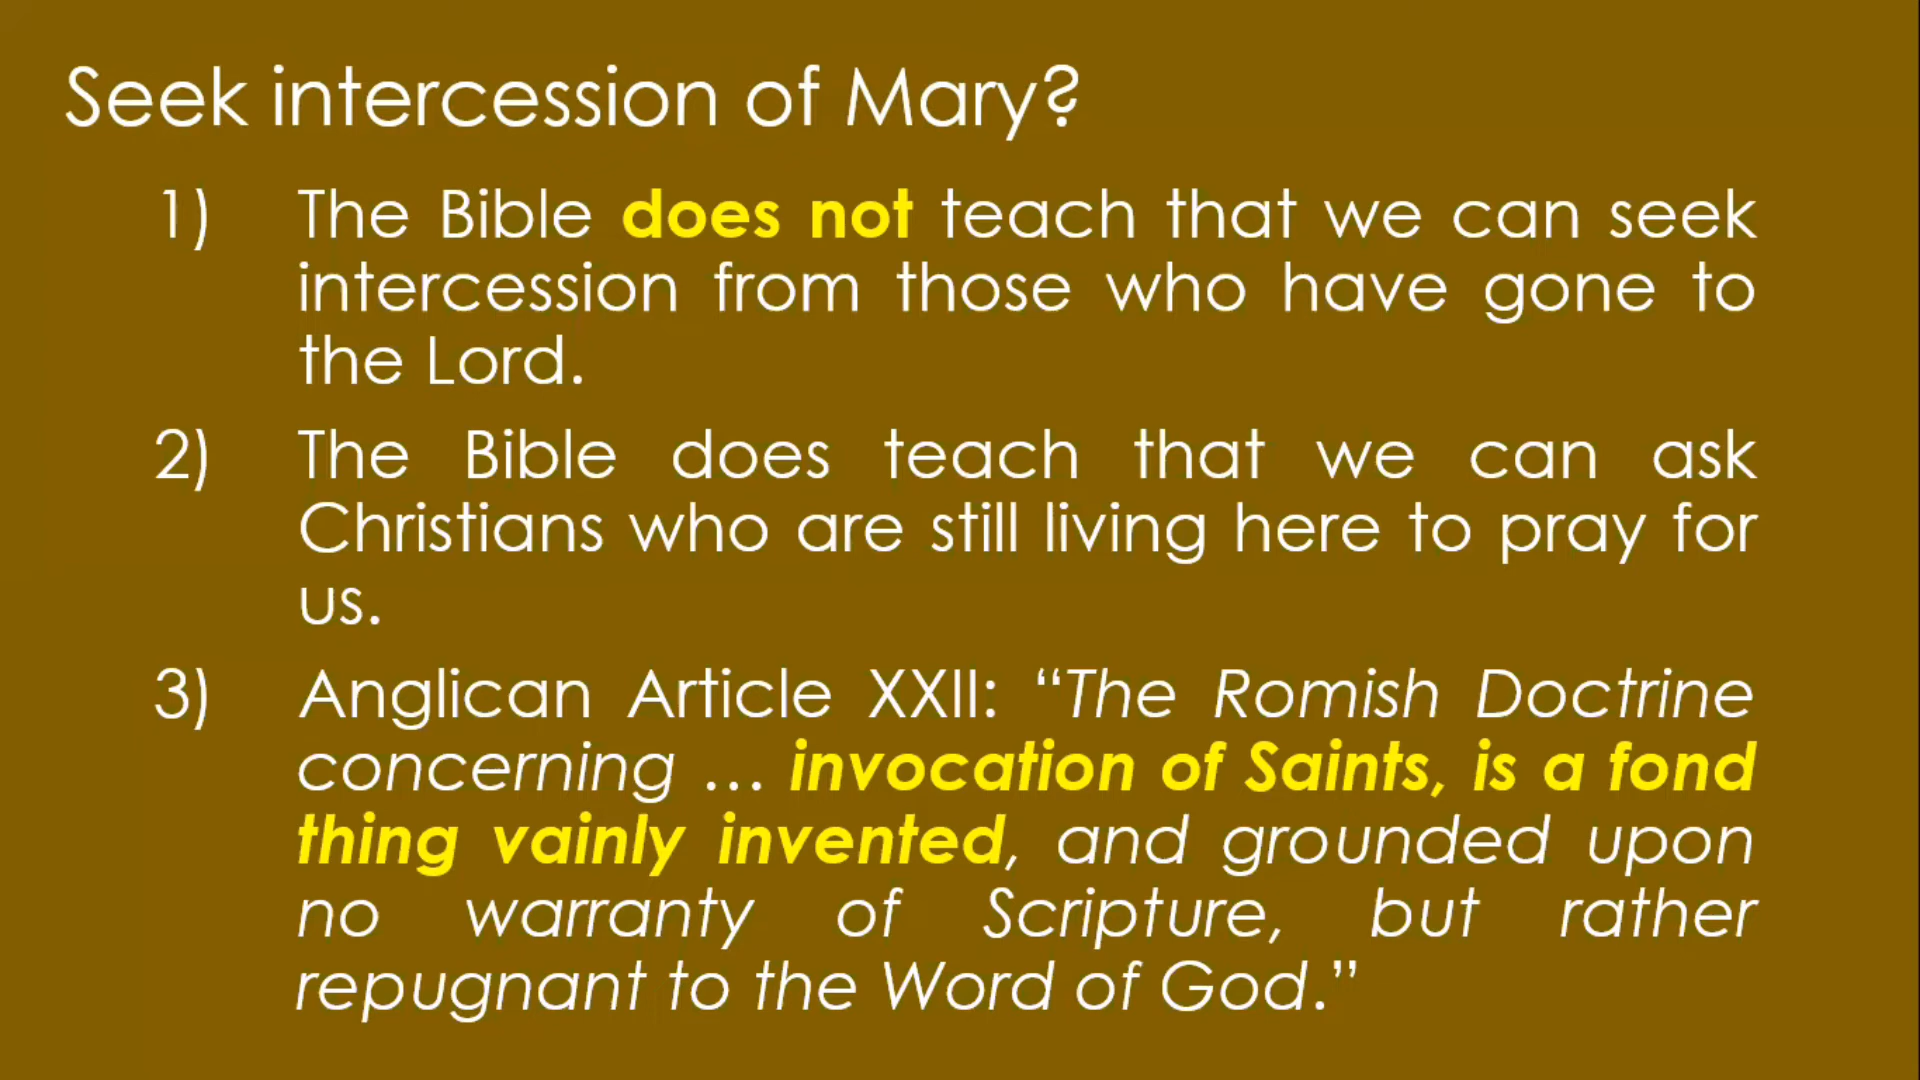 Seek intercession of Mary?
1) The Bible does not teach that we can seek
intercession from those who have gone to
the Lord.
2) The Bible does teach that we can ask
Christians who are still living here to pray for
us.
3) Anglican Article XXII: “The Romish Doctrine
concerning … invocation of Saints, is a fond
thing vainly invented, and grounded upon
no warranty of Scripture, but rather
repugnant to the Word of God.”